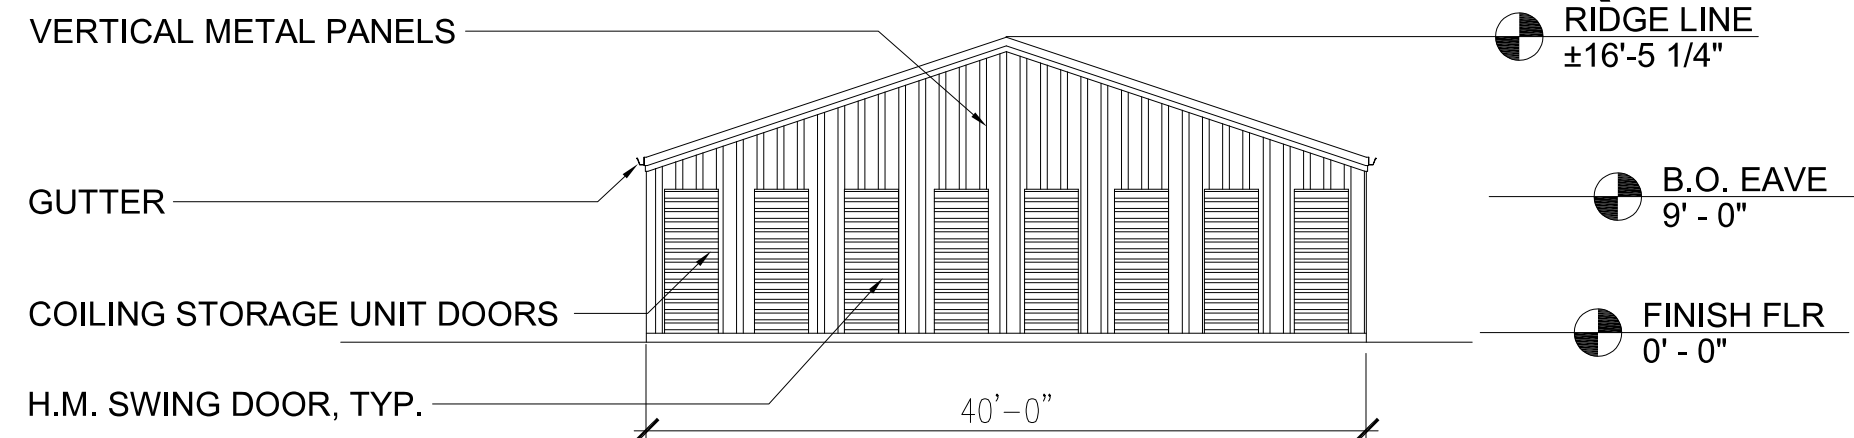 VERTICAL METAL PANELS
RIDGE LINE
±16'-5 1/4"
GUTTER
B.O. EAVE
9' - 0"
COILING STORAGE UNIT DOORS
FINISH FLR
0' - 0"
H.M. SWING DOOR, TYP.
40'-0"